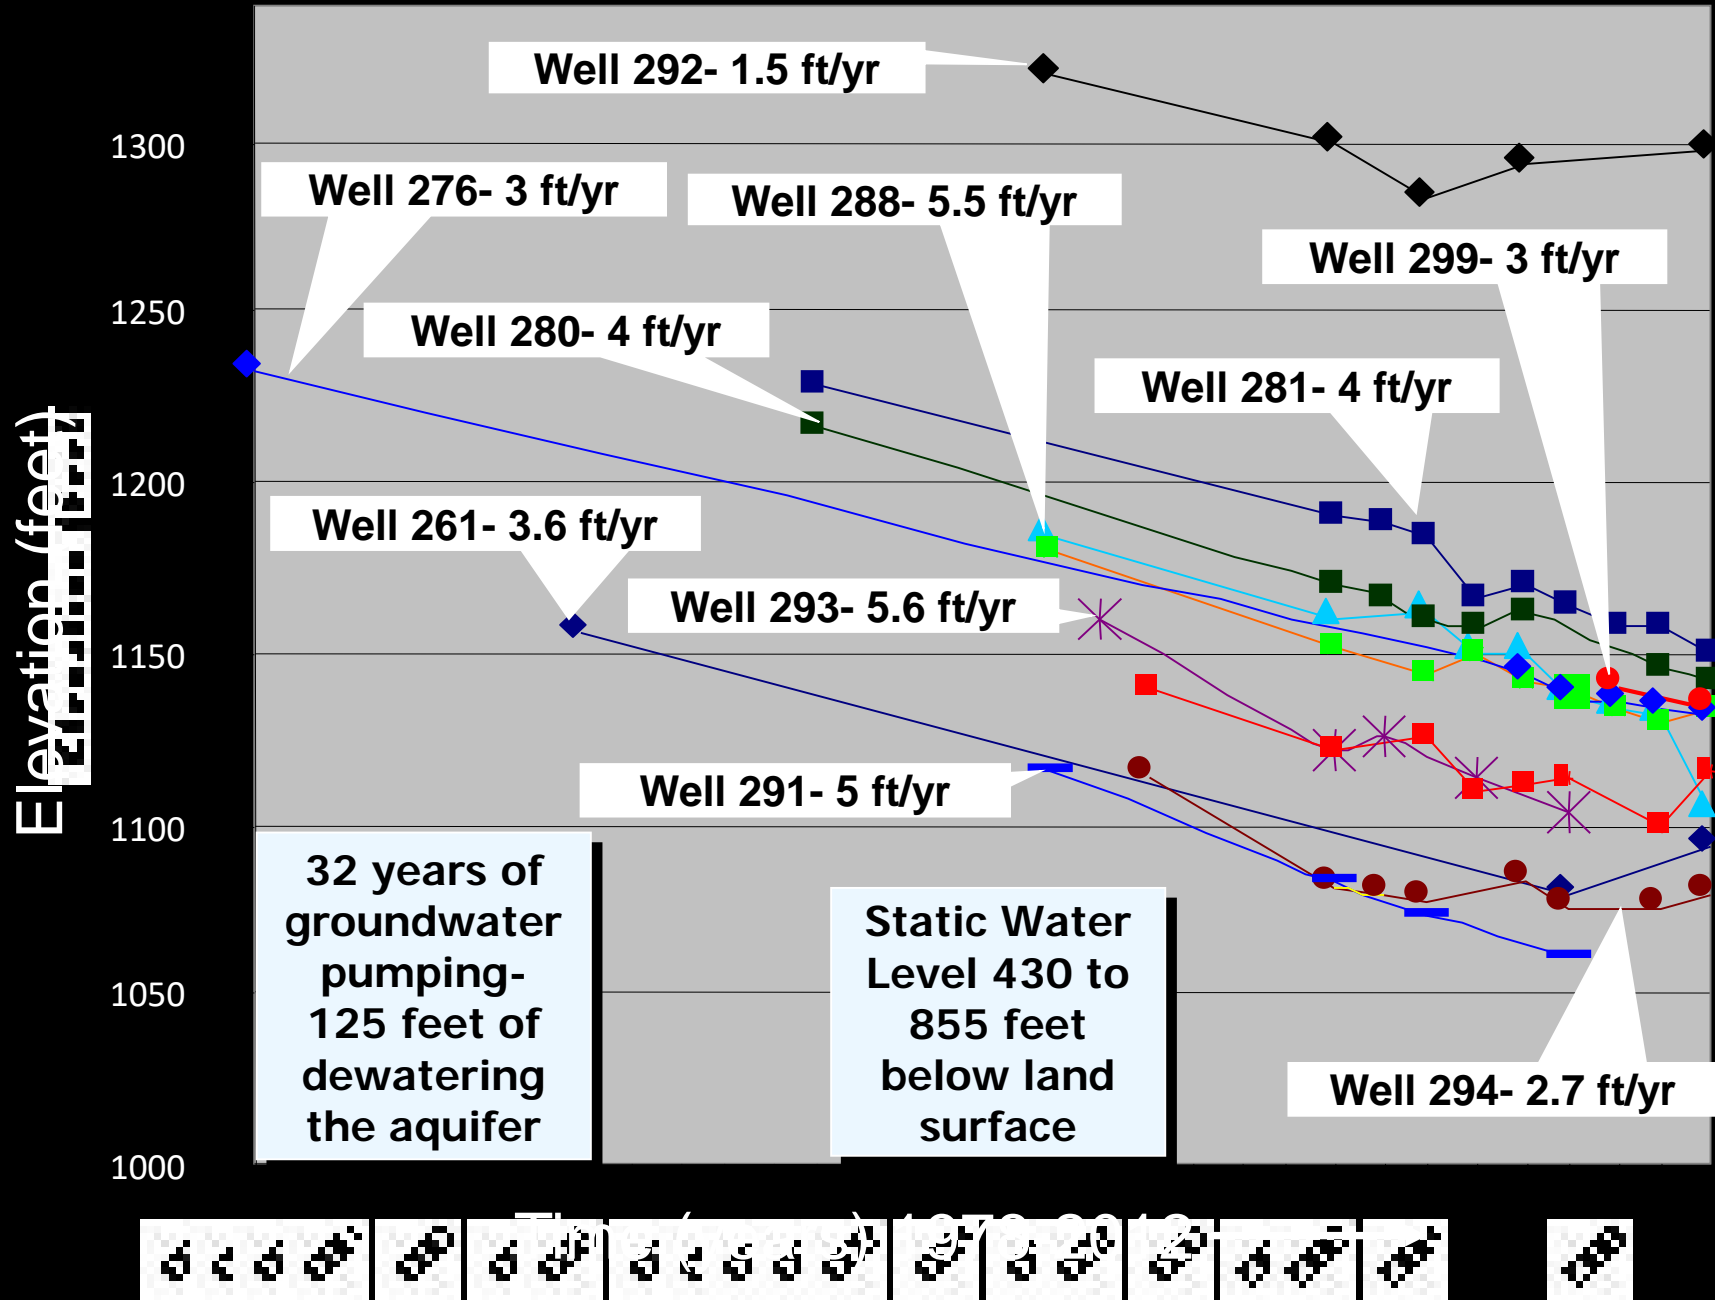 Well 292- 1.5 ft/yr
1300
Well 276- 3 ft/yr
Well 288- 5.5 ft/yr
Well 299- 3 ft/yr
1250
Well 280- 4 ft/yr
Well 281- 4 ft/yr
1200
Well 261- 3.6 ft/yr
Well 293- 5.6 ft/yr
Elevation (feet)
1150
Well 291- 5 ft/yr
1100
32 years of
groundwater
pumping-
125 feet of
dewatering
the aquifer
Static Water
Level 430 to
855 feet
below land
surface
1050
Well 294- 2.7 ft/yr
1000
Time (years)